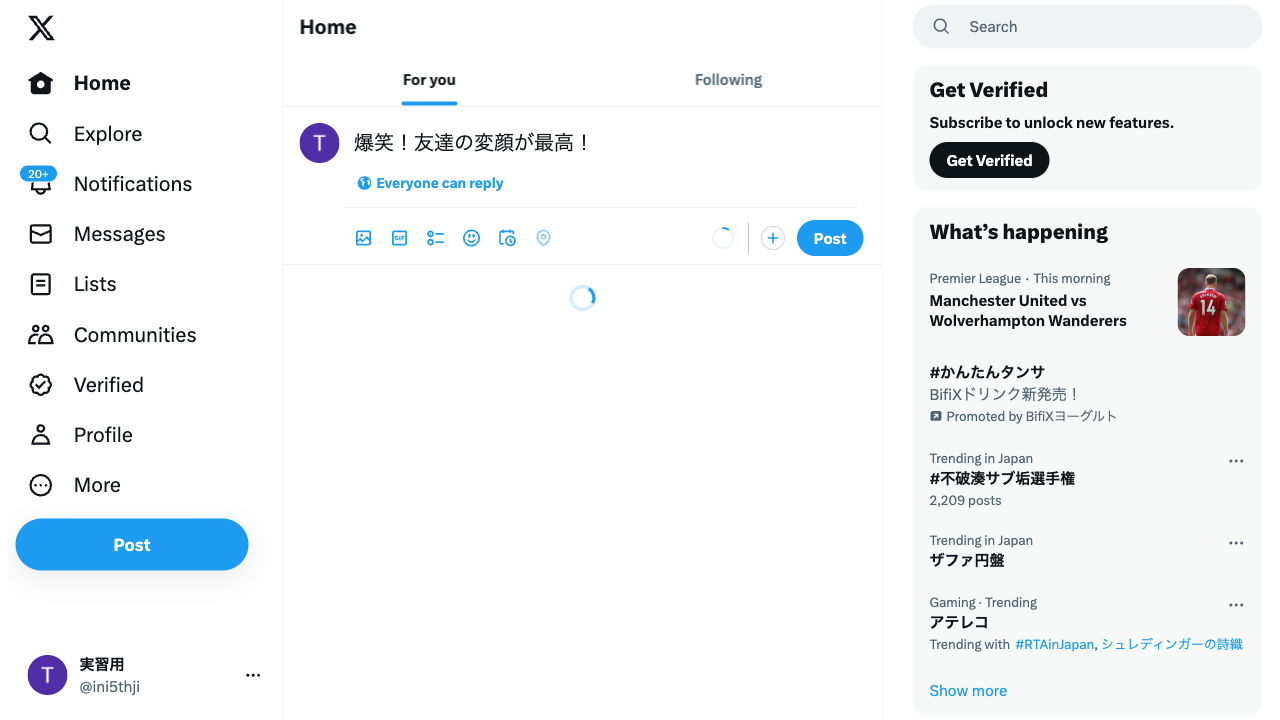 Home
Explore
20+
Notifications
Messages
Lists
Communities
Verified
Profile
More
Post
T
実習用
@ini5thji
Home
For you
Following
T
爆笑！友達の変顔が最高！
Everyone can reply
GIF
Post
Search
Get Verified
Subscribe to unlock new features.
Get Verified
What’s happening
Premier League · This morning
Manchester United vs
Wolverhampton Wanderers
ERIKSEN
14
#かんたんタンサ
BifiXドリンク新発売！
Promoted by BifiXヨーグルト
Trending in Japan
#不破湊サブ垢選手権
2,209 posts
Trending in Japan
ザファ円盤
Gaming · Trending
アテレコ
Trending with #RTAinJapan, シュレディンガーの詩織
Show more